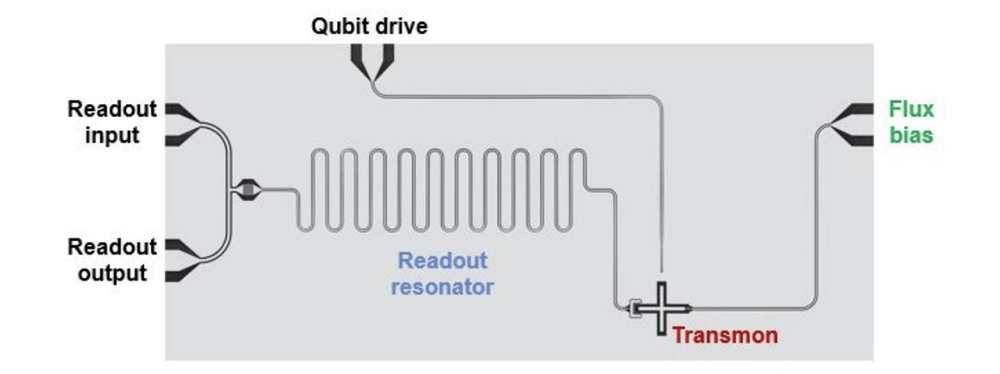 Qubit drive
Readout
input
Flux
bias
Readout
output
Readout
resonator
Transmon